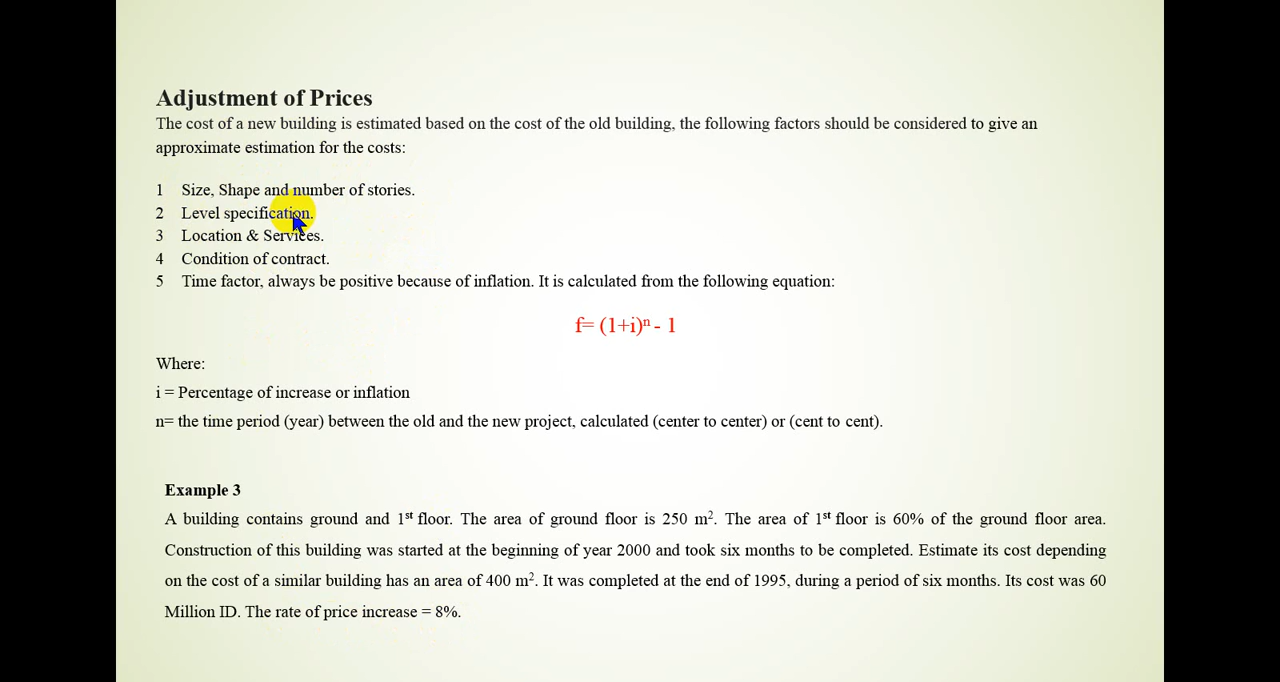 Adjustment of Prices
The cost of a new building is estimated based on the cost of the old building, the following factors should be considered to give an
approximate estimation for the costs:
1 Size, Shape and number of stories.
2 Level specification.
3 Location & Services.
4 Condition of contract.
5 Time factor, always be positive because of inflation. It is calculated from the following equation:
f= (1+i)ⁿ - 1
Where:
i = Percentage of increase or inflation
n= the time period (year) between the old and the new project, calculated (center to center) or (cent to cent).
Example 3
A building contains ground and 1ˢᵗ floor. The area of ground floor is 250 m². The area of 1ˢᵗ floor is 60% of the ground floor area.
Construction of this building was started at the beginning of year 2000 and took six months to be completed. Estimate its cost depending
on the cost of a similar building has an area of 400 m². It was completed at the end of 1995, during a period of six months. Its cost was 60
Million ID. The rate of price increase = 8%.